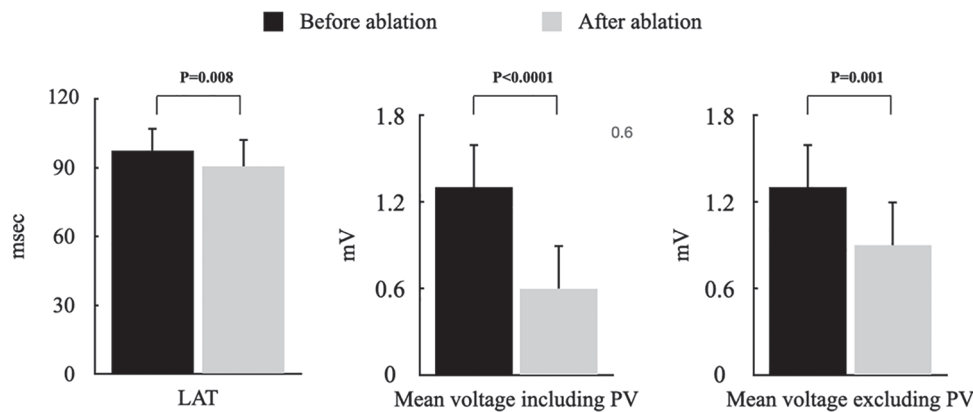 Before ablation
After ablation
P=0.008
120
90
60
30
0
msec
LAT
P<0.0001
1.8
1.2
0.6
0
mV
0.6
Mean voltage including PV
P=0.001
1.8
1.2
0.6
0
mV
Mean voltage excluding PV